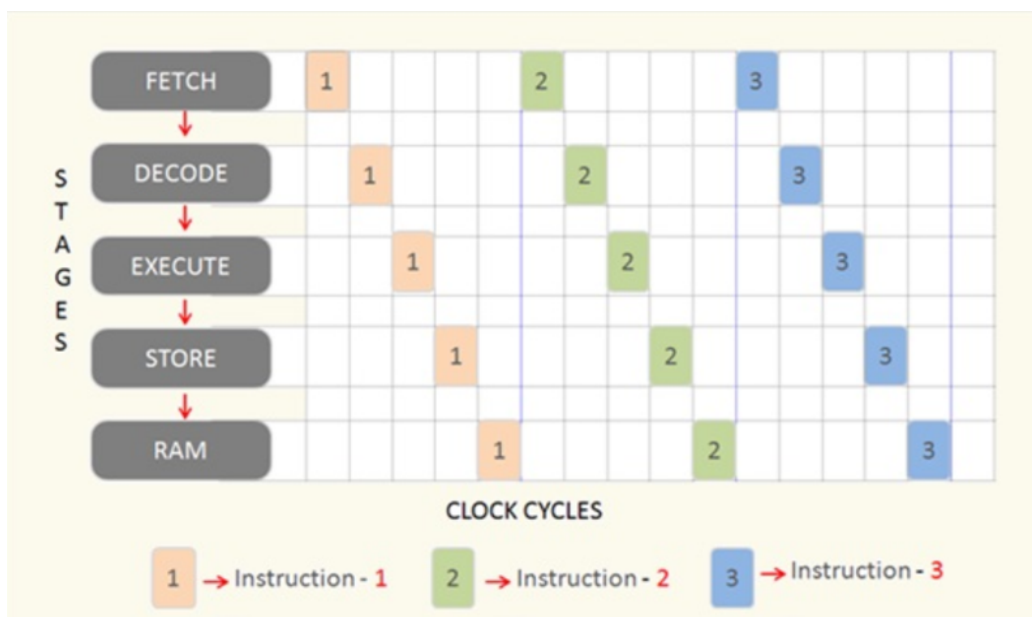 FETCH
1 2 3
DECODE
1 2 3
EXECUTE
1 2 3
STORE
1 2 3
RAM
1 2 3
STAGES
CLOCK CYCLES
1 → Instruction - 1
2 → Instruction - 2
3 → Instruction - 3